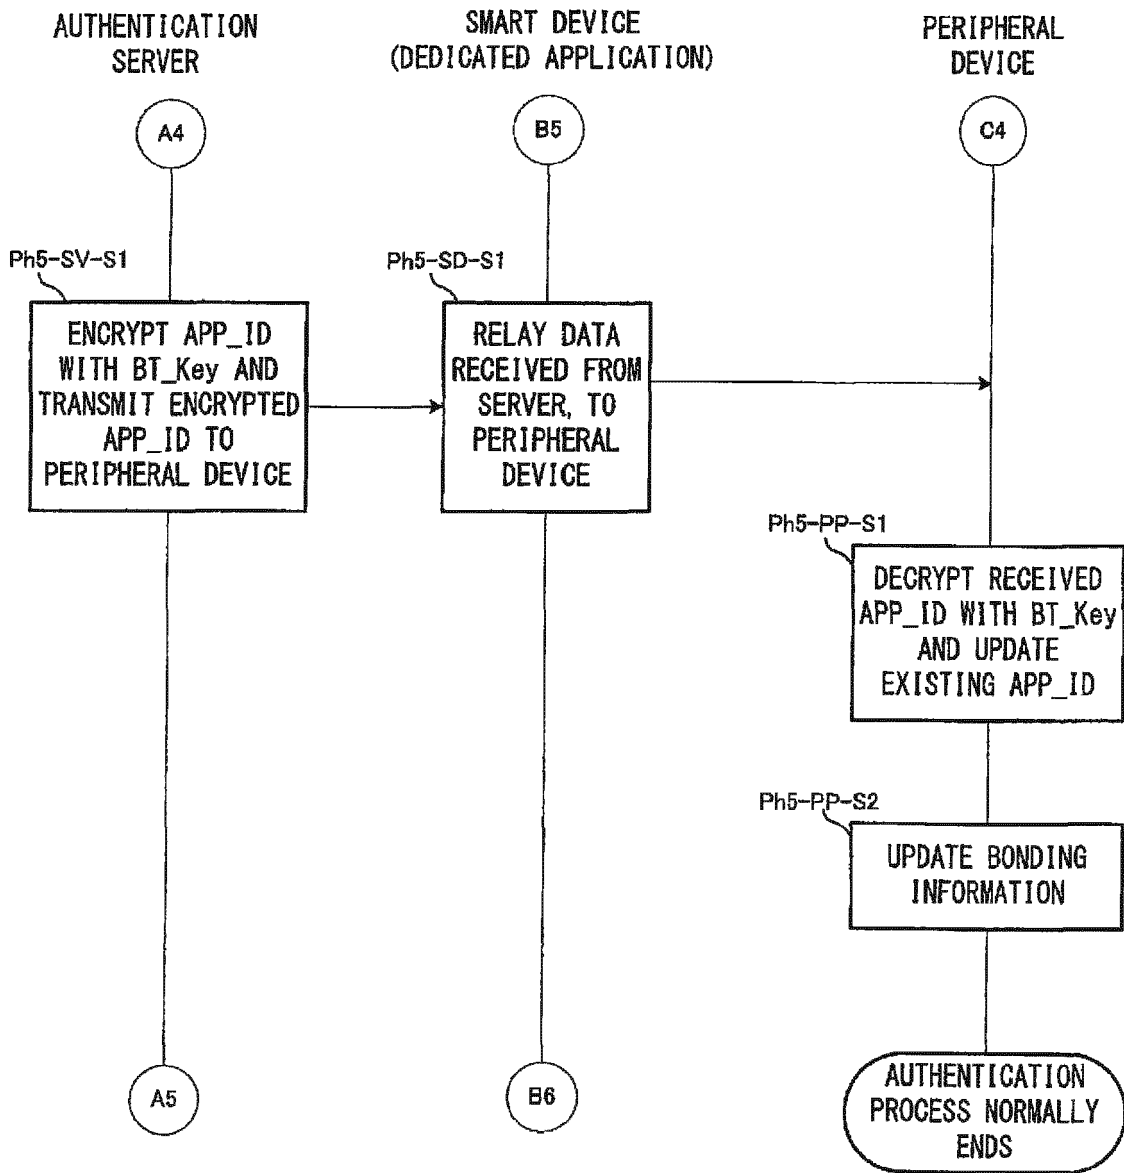 AUTHENTICATION
SERVER
SMART DEVICE
(DEDICATED APPLICATION)
PERIPHERAL
DEVICE
A4
B5
C4
Ph5-SV-S1
ENCRYPT APP_ID
WITH BT_Key AND
TRANSMIT ENCRYPTED
APP_ID TO
PERIPHERAL DEVICE
Ph5-SD-S1
RELAY DATA
RECEIVED FROM
SERVER, TO
PERIPHERAL
DEVICE
Ph5-PP-S1
DECRYPT RECEIVED
APP_ID WITH BT_Key
AND UPDATE
EXISTING APP_ID
Ph5-PP-S2
UPDATE BONDING
INFORMATION
A5
B6
AUTHENTICATION
PROCESS NORMALLY
ENDS